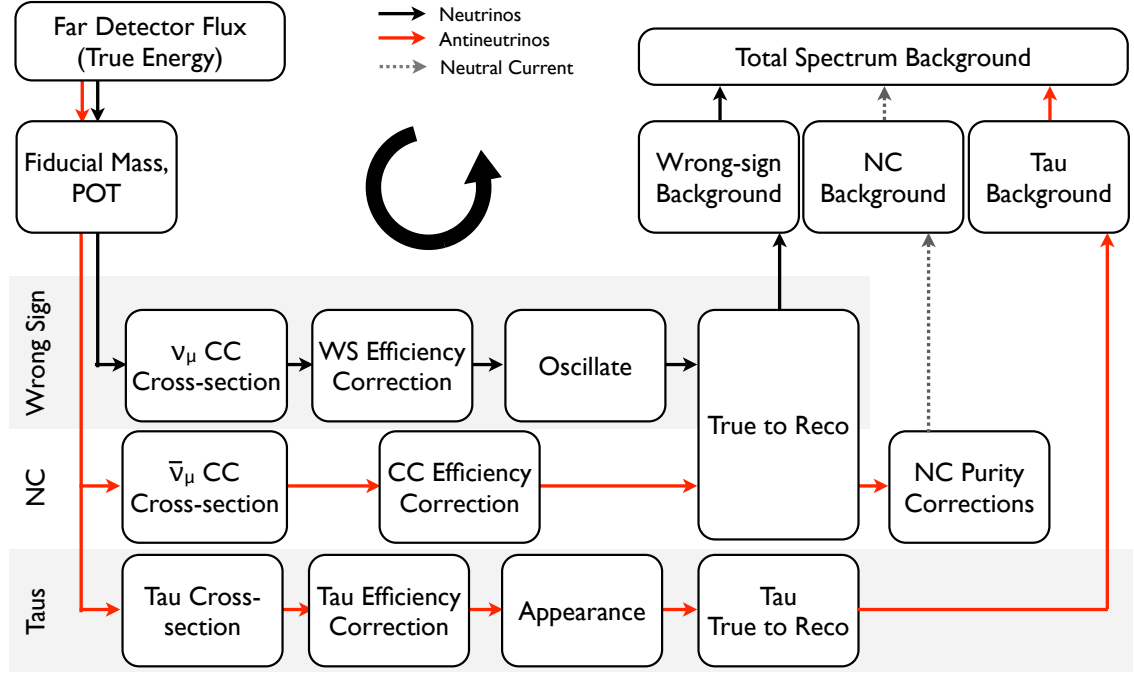 Far Detector Flux
(True Energy)
Neutrinos
Antineutrinos
Neutral Current
Total Spectrum Background
Fiducial Mass,
POT
Wrong-sign
Background
NC
Background
Tau
Background
Wrong Sign
νμ CC
Cross-section
WS Efficiency
Correction
Oscillate
True to Reco
NC
ν̅μ CC
Cross-section
CC Efficiency
Correction
NC Purity
Corrections
Taus
Tau Cross-
section
Tau Efficiency
Correction
Appearance
Tau
True to Reco